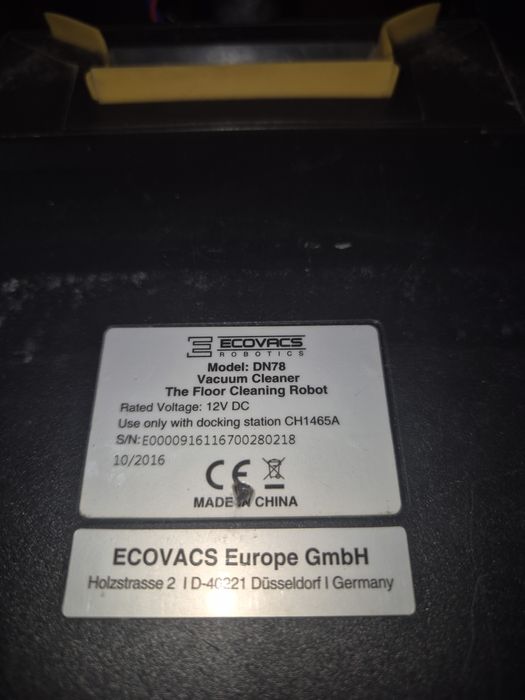 ECOVACS
ROBOTICS
Model: DN78
Vacuum Cleaner
The Floor Cleaning Robot
Rated Voltage: 12V DC
Use only with docking station CH1465A
S/N: E0000916116700280218
10/2016
CE
MADE IN CHINA
ECOVACS Europe GmbH
Holzstrasse 2 I D-40221 Düsseldorf I Germany